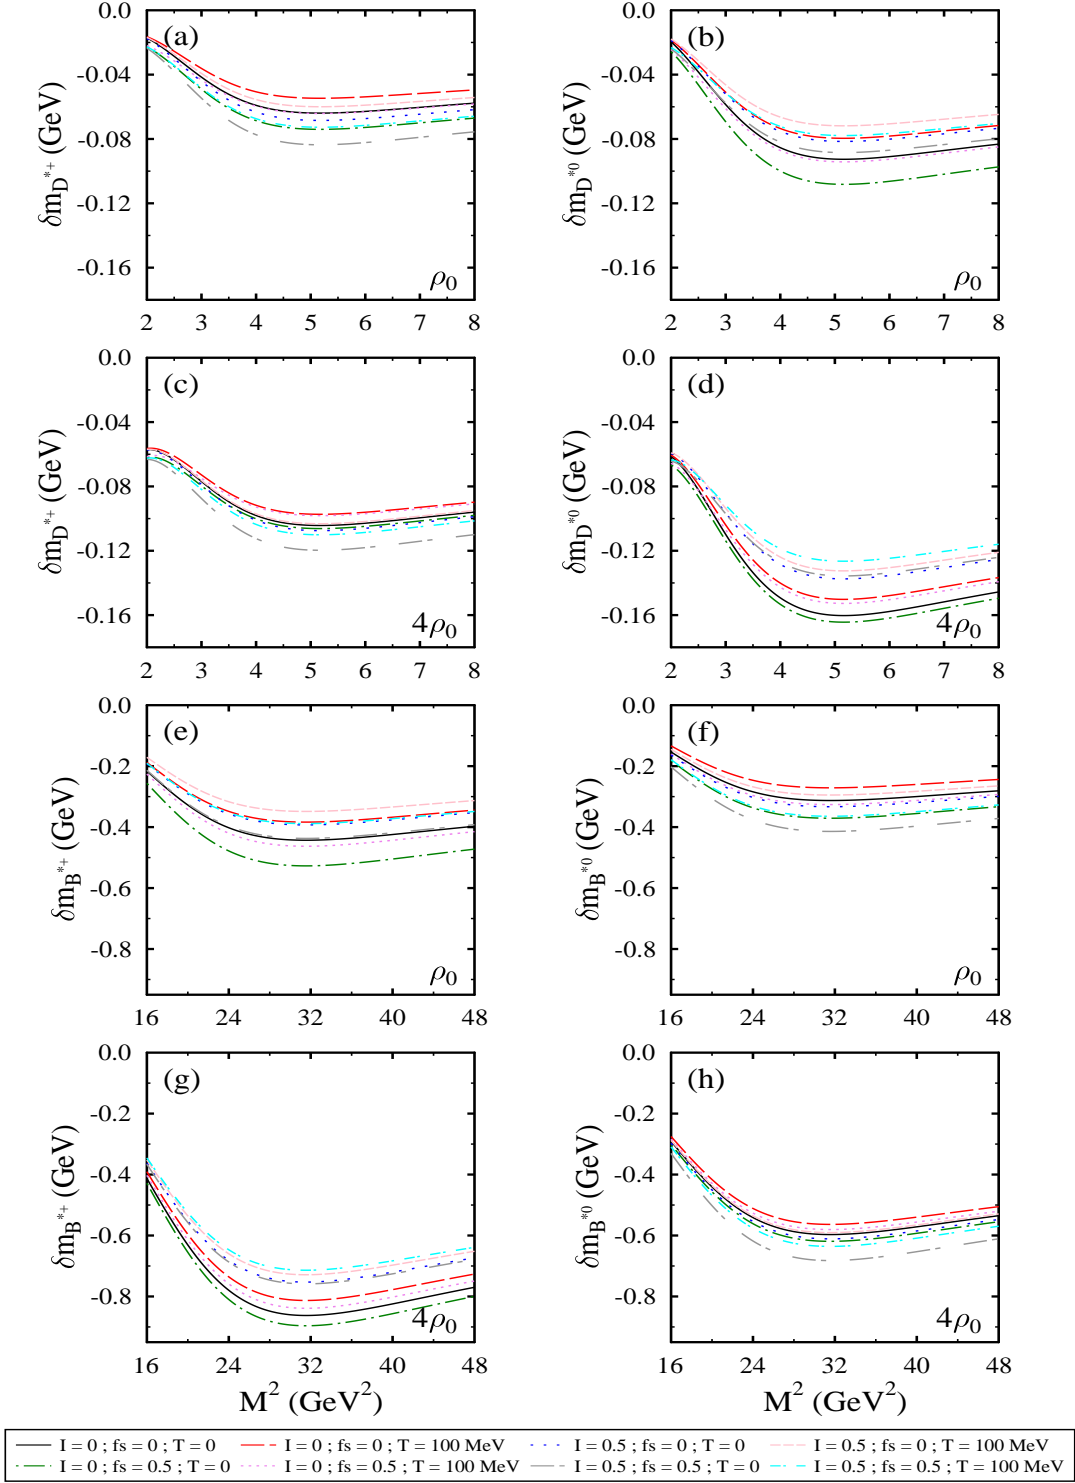 (a)
0.0
-0.04
-0.08
-0.12
-0.16
δm_D*+ (GeV)
ρ0
2 3 4 5 6 7 8
(b)
0.0
-0.04
-0.08
-0.12
-0.16
δm_D*0 (GeV)
ρ0
2 3 4 5 6 7 8
(c)
0.0
-0.04
-0.08
-0.12
-0.16
δm_D*+ (GeV)
4ρ0
2 3 4 5 6 7 8
(d)
0.0
-0.04
-0.08
-0.12
-0.16
δm_D*0 (GeV)
4ρ0
2 3 4 5 6 7 8
(e)
0.0
-0.2
-0.4
-0.6
-0.8
δm_B*+ (GeV)
ρ0
16 24 32 40 48
(f)
0.0
-0.2
-0.4
-0.6
-0.8
δm_B*0 (GeV)
ρ0
16 24 32 40 48
(g)
0.0
-0.2
-0.4
-0.6
-0.8
δm_B*+ (GeV)
4ρ0
16 24 32 40 48
M² (GeV²)
(h)
0.0
-0.2
-0.4
-0.6
-0.8
δm_B*0 (GeV)
4ρ0
16 24 32 40 48
M² (GeV²)
I = 0 ; fs = 0 ; T = 0
I = 0 ; fs = 0 ; T = 100 MeV
I = 0.5 ; fs = 0 ; T = 0
I = 0.5 ; fs = 0 ; T = 100 MeV
I = 0 ; fs = 0.5 ; T = 0
I = 0 ; fs = 0.5 ; T = 100 MeV
I = 0.5 ; fs = 0.5 ; T = 0
I = 0.5 ; fs = 0.5 ; T = 100 MeV